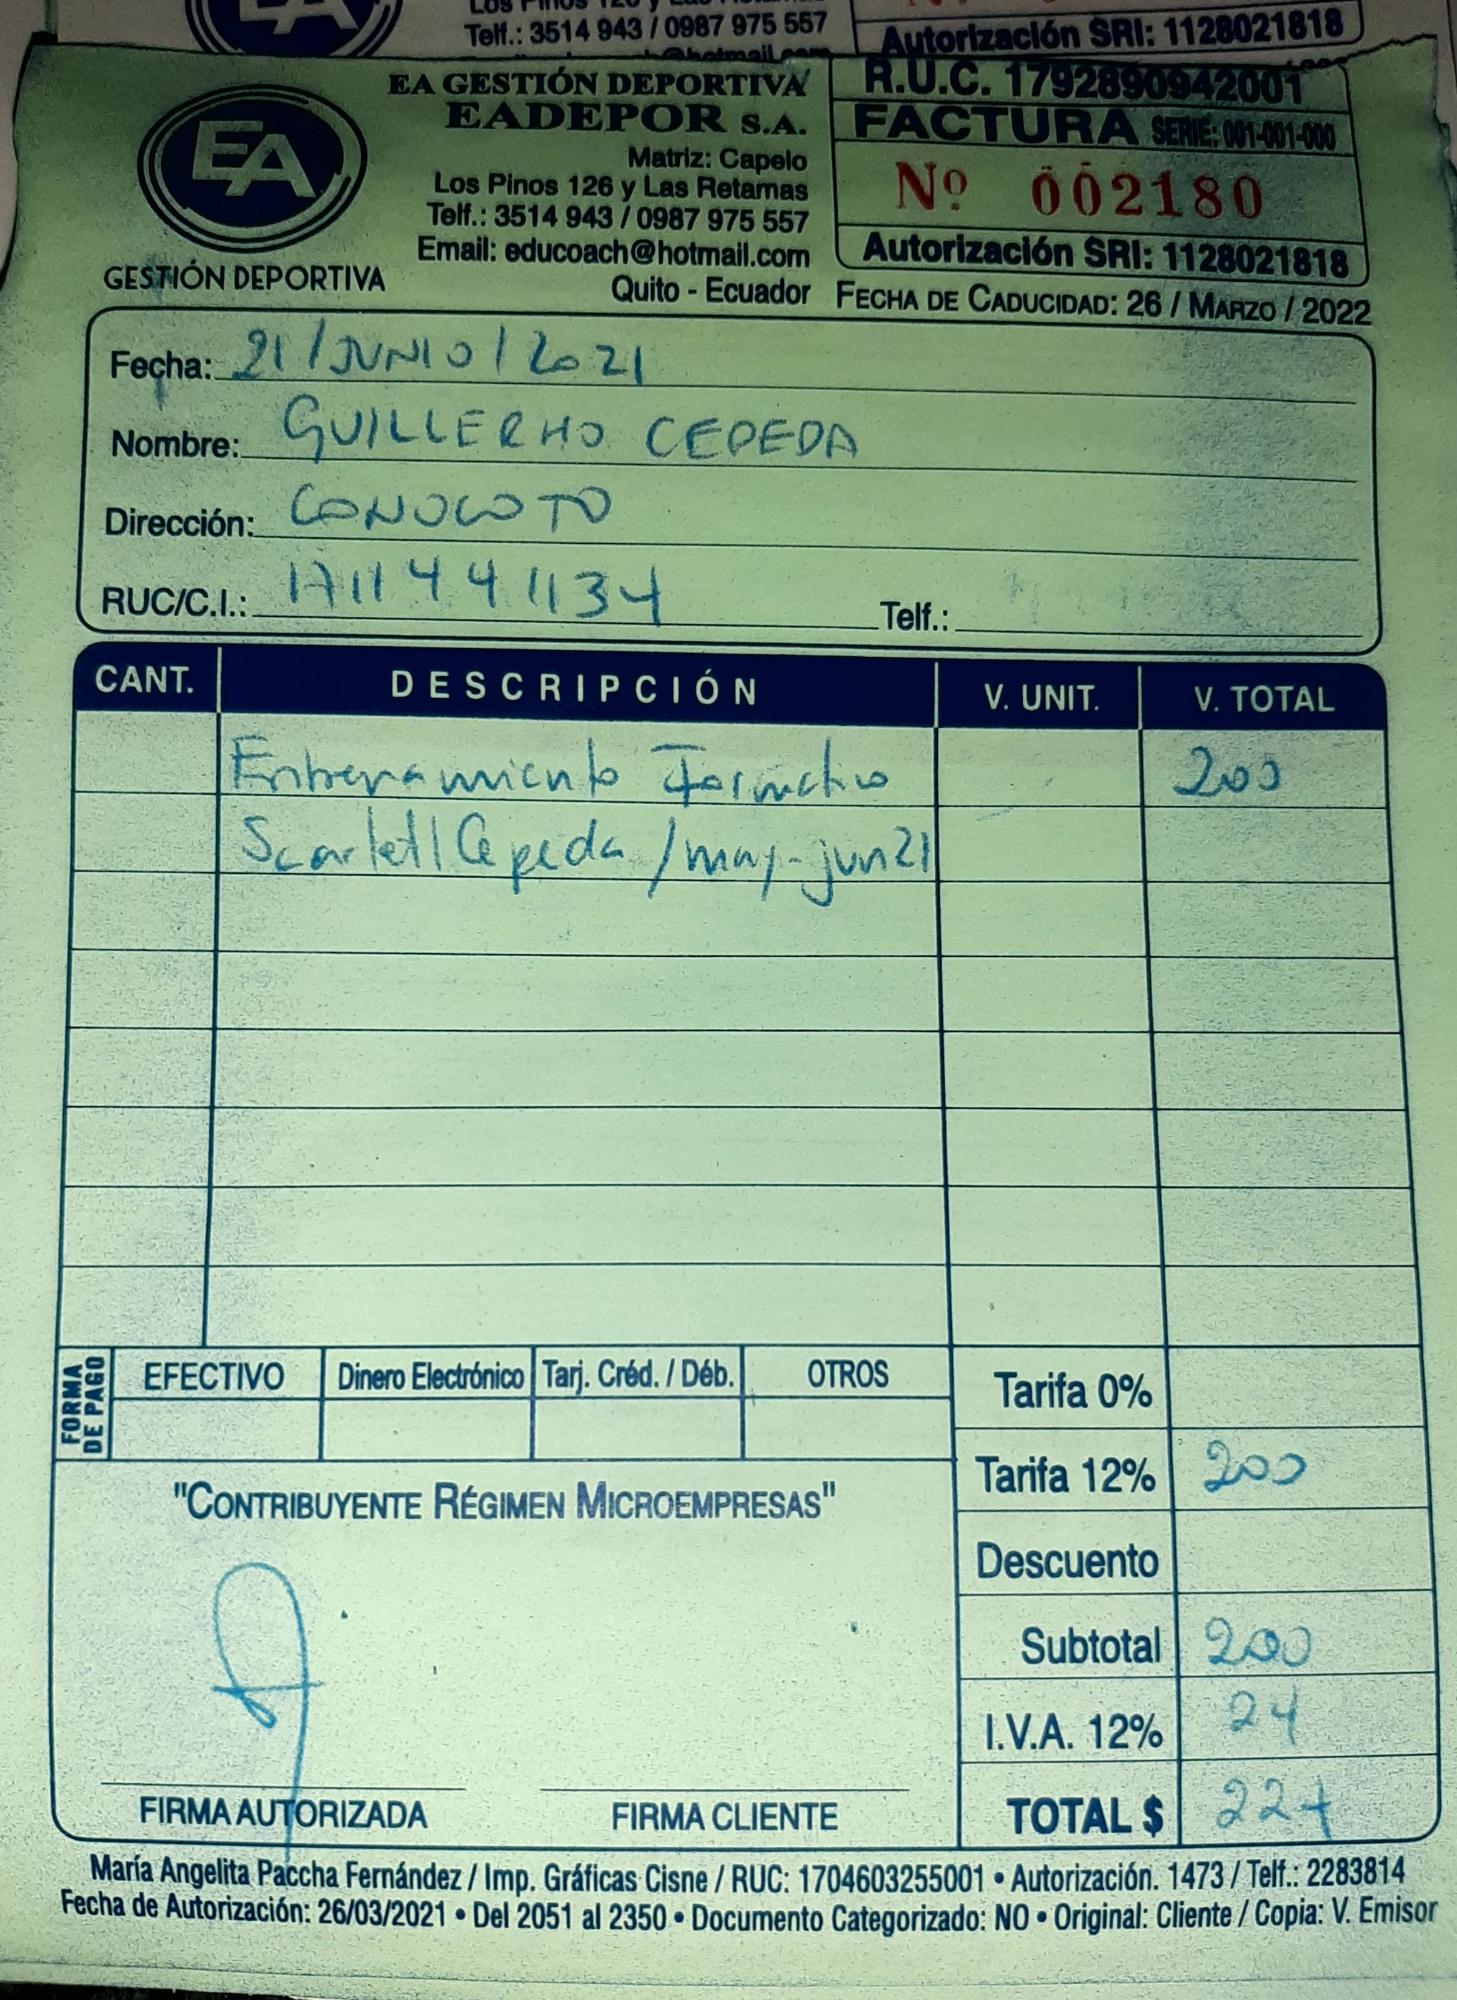 Los Pinos 126 y Las Retamas
Telf.: 3514 943 / 0987 975 557
Autorización SRI: 1128021818
EA
GESTIÓN DEPORTIVA
EA GESTIÓN DEPORTIVA
EADEPOR S.A.
Matriz: Capelo
Los Pinos 126 y Las Retamas
Telf.: 3514 943 / 0987 975 557
Email: educoach@hotmail.com
Quito - Ecuador
R.U.C. 1792890942001
FACTURA SERIE: 001-001-000
Nº 002180
Autorización SRI: 1128021818
FECHA DE CADUCIDAD: 26 / MARZO / 2022
Fecha: 21/JUNIO/2021
Nombre: GUILLERMO CEPEDA
Dirección: CONOCOTO
RUC/C.I.: 1711441134 Telf.:
CANT. DESCRIPCIÓN V. UNIT. V. TOTAL
Entrenamiento Formativo 200
Scarlett Cepeda /may-jun21
FORMA DE PAGO
EFECTIVO Dinero Electrónico Tarj. Créd. / Déb. OTROS
Tarifa 0%
Tarifa 12% 200
Descuento
Subtotal 200
I.V.A. 12% 24
TOTAL $ 224
"CONTRIBUYENTE RÉGIMEN MICROEMPRESAS"
FIRMA AUTORIZADA FIRMA CLIENTE
María Angelita Paccha Fernández / Imp. Gráficas Cisne / RUC: 1704603255001 • Autorización. 1473 / Telf.: 2283814
Fecha de Autorización: 26/03/2021 • Del 2051 al 2350 • Documento Categorizado: NO • Original: Cliente / Copia: V. Emisor